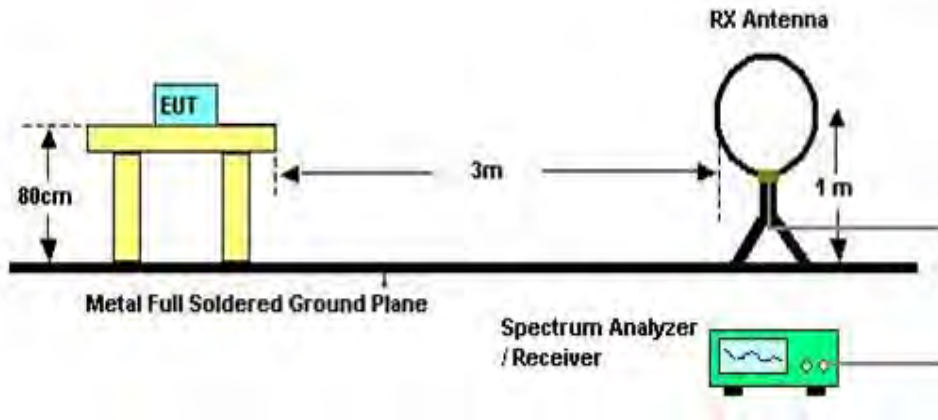 RX Antenna
EUT
3m
80cm
1 m
Metal Full Soldered Ground Plane
Spectrum Analyzer
/ Receiver